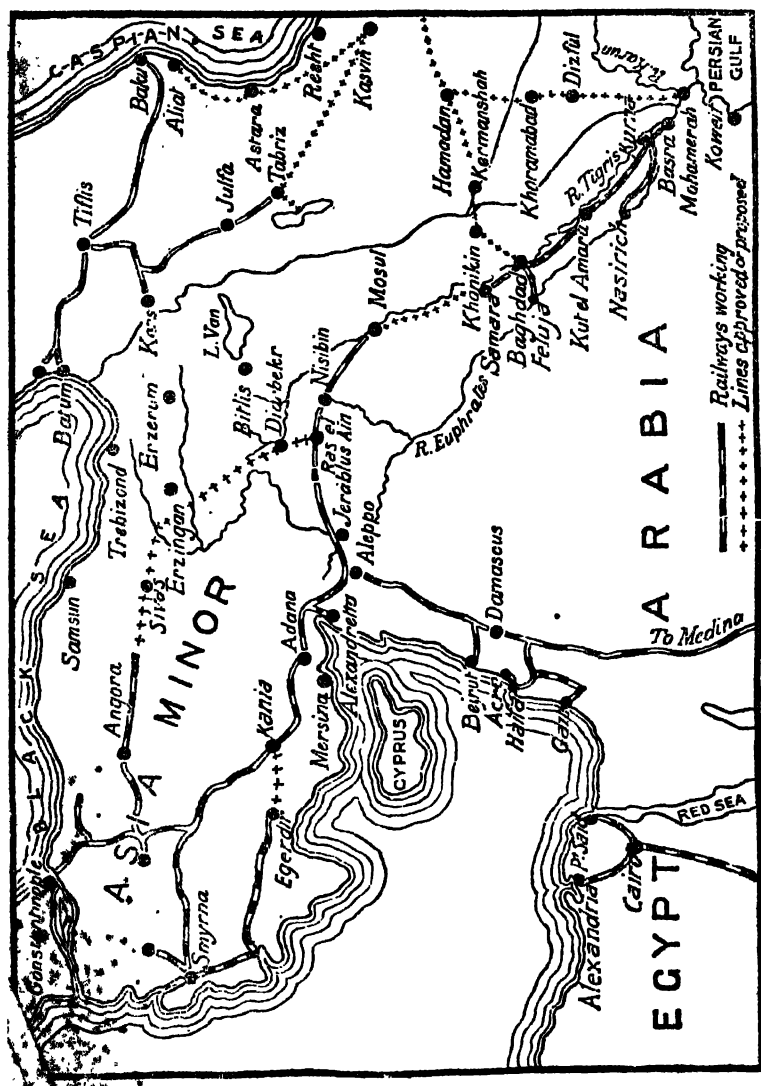 CASPIAN SEA
Baku
Aliat
Resht
Kasvin
Astara
Tabriz
Julfa
Tiflis
Kars
Batum
BLACK SEA
Trebizond
Samsun
Erzerum
Erzingan
Sivas
Angora
Constantinople
ASIA MINOR
L. Van
Bitlis
Diarbekr
Nisibin
Mosul
Ras el Ain
Jerablus
Aleppo
Adana
Alexandretta
Mersina
Konia
Egerdir
Smyrna
CYPRUS
Hamadan
Kermanshah
Khoramabad
Dizful
R. Karun
PERSIAN
GULF
Koweit
Mohamerah
Basra
Kurna
R. Tigris
Kut el Amara
Nasirich
Khanikin
Samara
Baghdad
Feluja
R. Euphrates
Damascus
Beirut
Acre
Haifa
Gaza
To Medina
ARABIA
RED SEA
Pt. Said
Cairo
Alexandria
EGYPT
Railways working
Lines approved or proposed